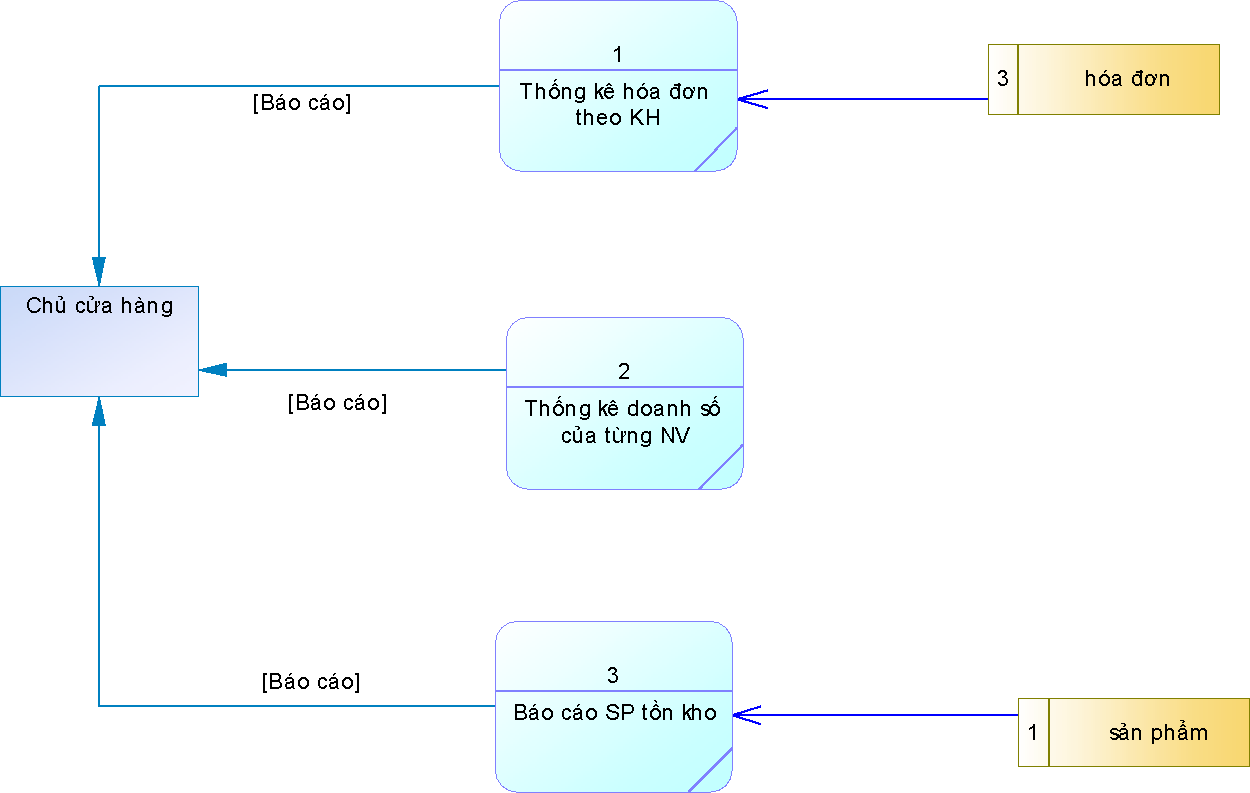 1
Thống kê hóa đơn
theo KH
3
hóa đơn
[Báo cáo]
Chủ cửa hàng
2
Thống kê doanh số
của từng NV
[Báo cáo]
3
Báo cáo SP tồn kho
[Báo cáo]
1
sản phẩm